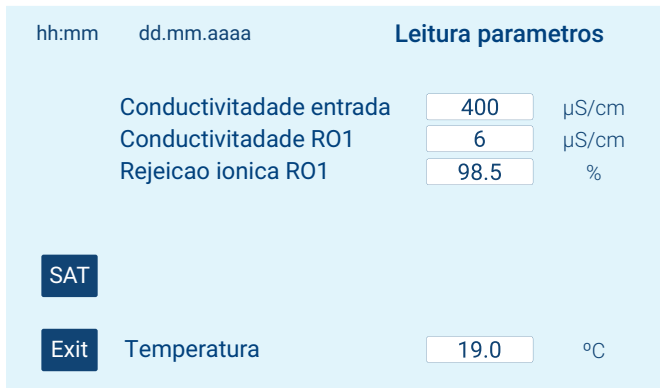 hh:mm dd.mm.aaaa Leitura parametros
Conductivitadade entrada 400 µS/cm
Conductivitadade RO1 6 µS/cm
Rejeicao ionica RO1 98.5 %
SAT
Exit Temperatura 19.0 ºC